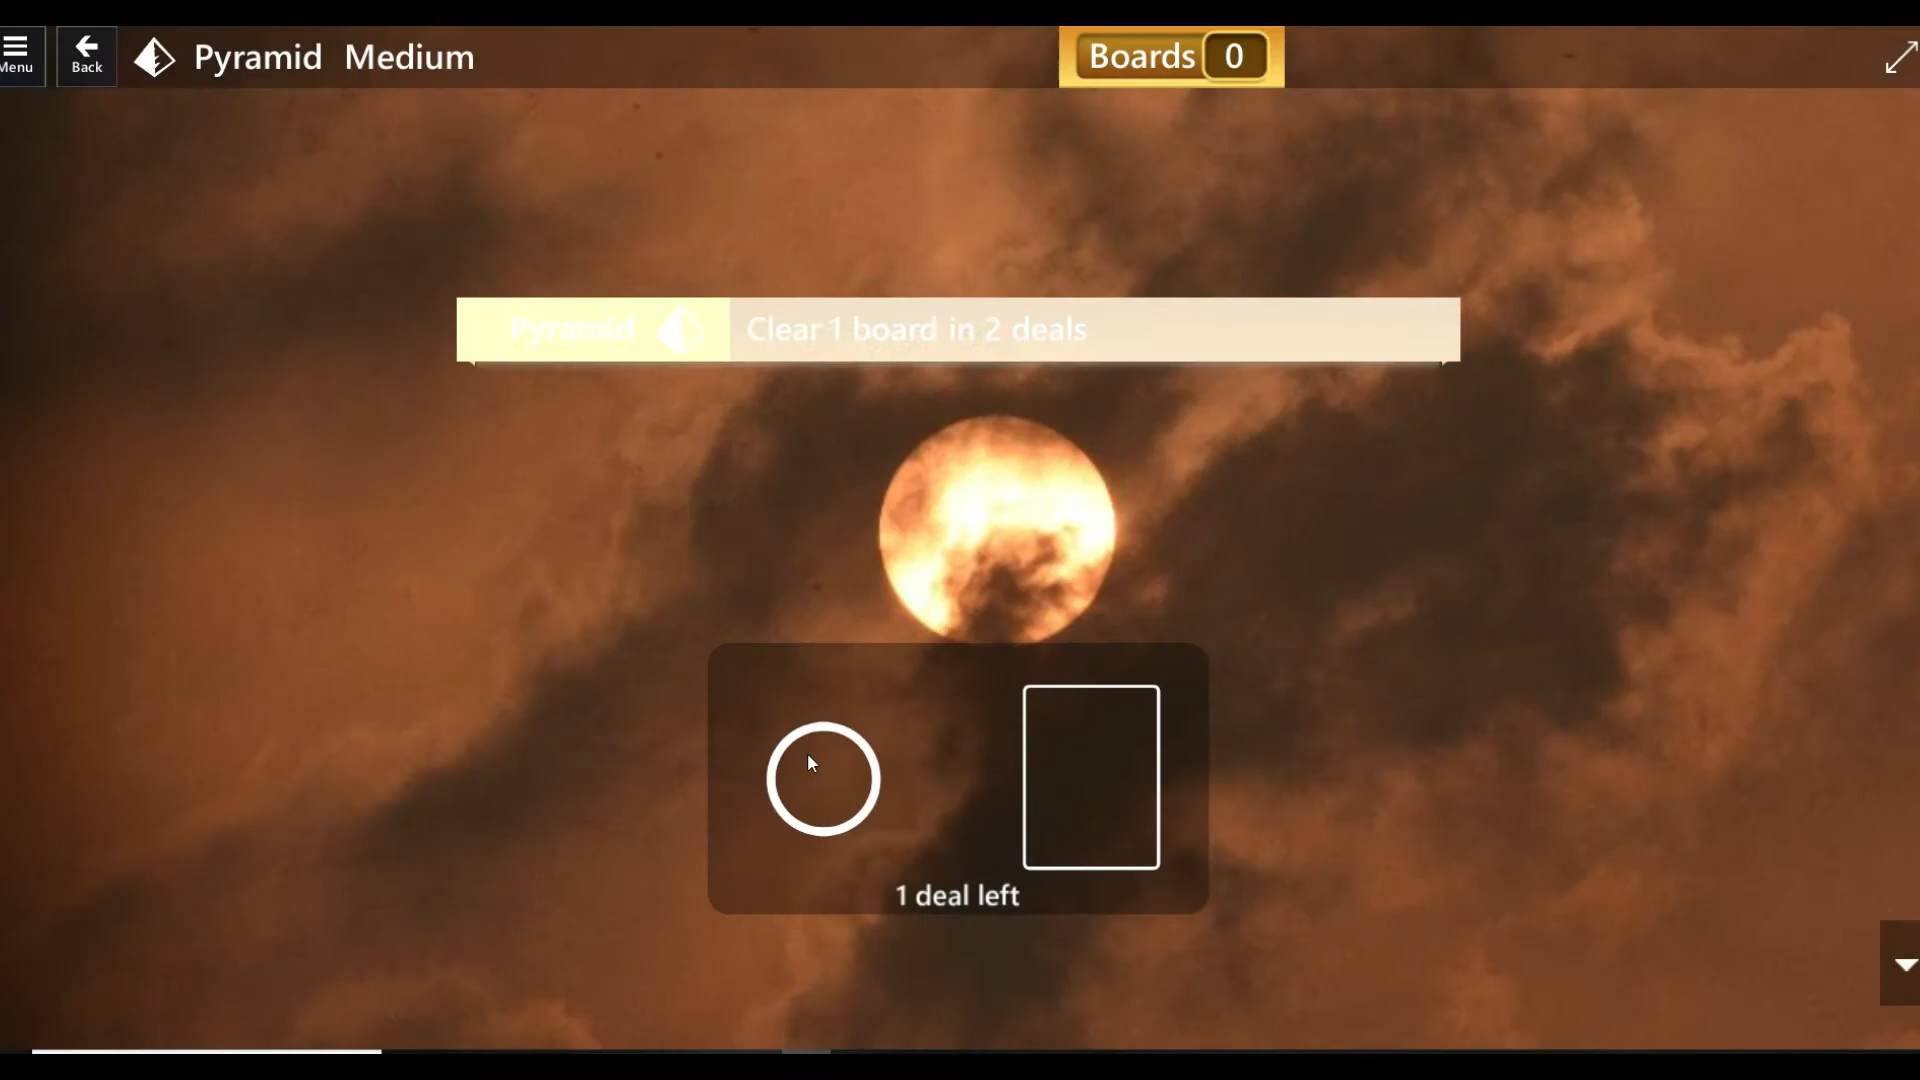 Menu
Back
Pyramid Medium
Boards 0
Pyramid
Clear 1 board in 2 deals
1 deal left